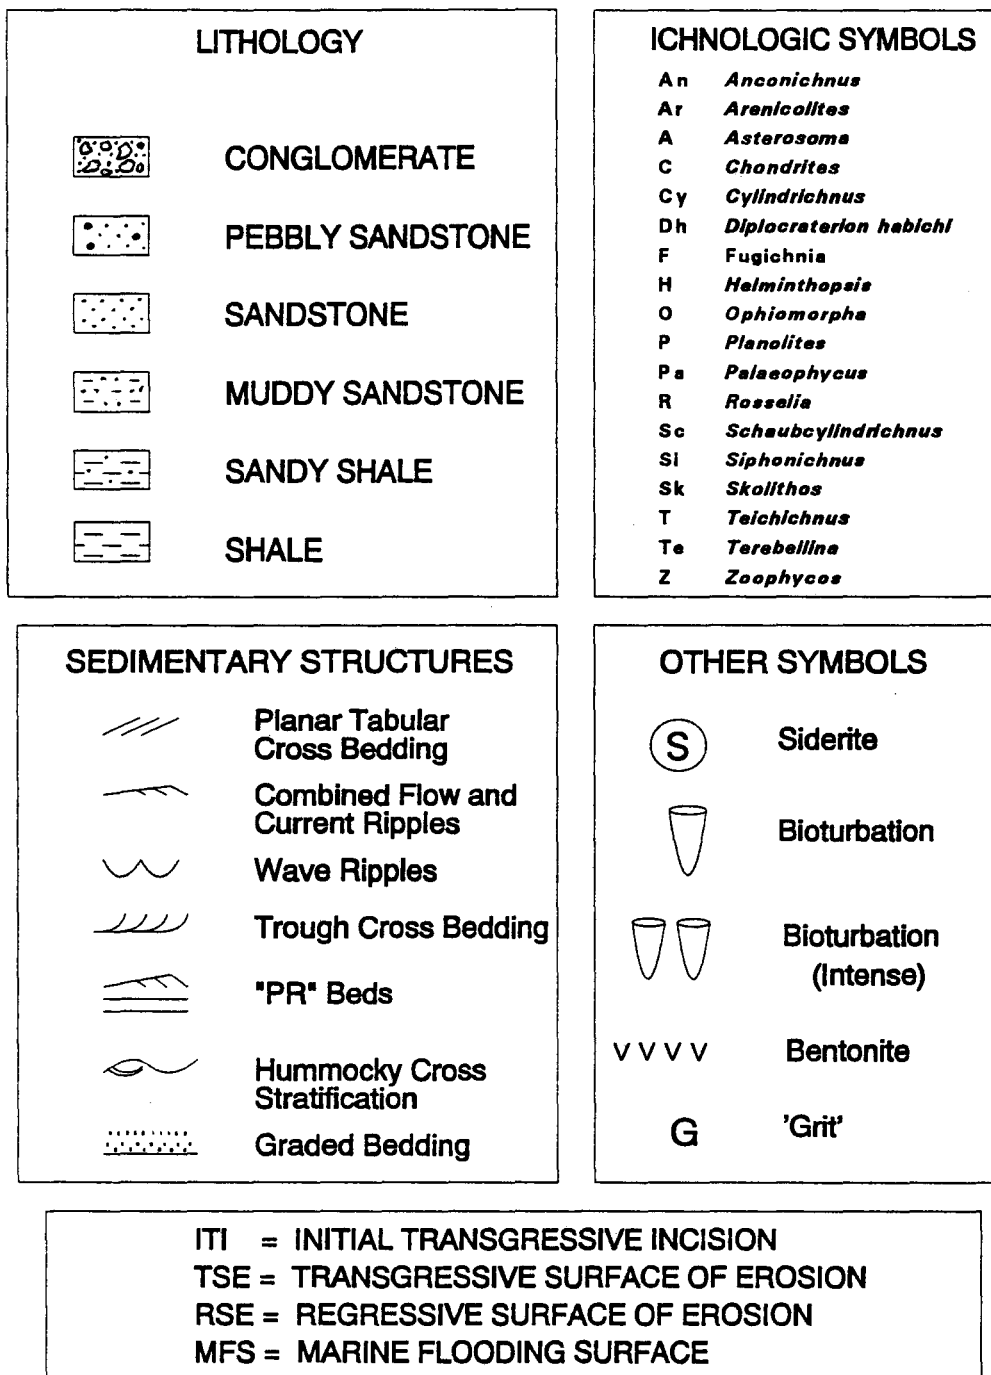 LITHOLOGY
CONGLOMERATE
PEBBLY SANDSTONE
SANDSTONE
MUDDY SANDSTONE
SANDY SHALE
SHALE
ICHNOLOGIC SYMBOLS
An Anconichnus
Ar Arenicolites
A Asterosoma
C Chondrites
Cy Cylindrichnus
Dh Diplocraterion habichi
F Fugichnia
H Helminthopsis
O Ophiomorpha
P Planolites
Pa Palaeophycus
R Rosselia
Sc Schaubcylindrichnus
Si Siphonichnus
Sk Skolithos
T Teichichnus
Te Terebellina
Z Zoophycos
SEDIMENTARY STRUCTURES
Planar Tabular
Cross Bedding
Combined Flow and
Current Ripples
Wave Ripples
Trough Cross Bedding
"PR" Beds
Hummocky Cross
Stratification
Graded Bedding
OTHER SYMBOLS
S Siderite
Bioturbation
Bioturbation
(Intense)
V V V V Bentonite
G 'Grit'
ITI = INITIAL TRANSGRESSIVE INCISION
TSE = TRANSGRESSIVE SURFACE OF EROSION
RSE = REGRESSIVE SURFACE OF EROSION
MFS = MARINE FLOODING SURFACE